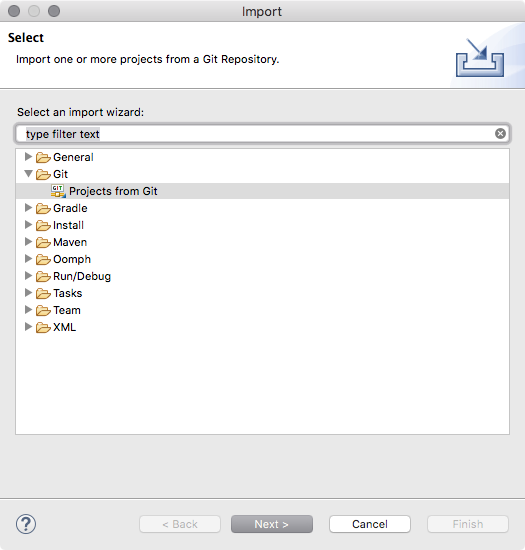 Import
Select
Import one or more projects from a Git Repository.
Select an import wizard:
type filter text
General
Git
GIT Projects from Git
Gradle
Install
Maven
Oomph
Run/Debug
Tasks
Team
XML
? < Back Next > Cancel Finish